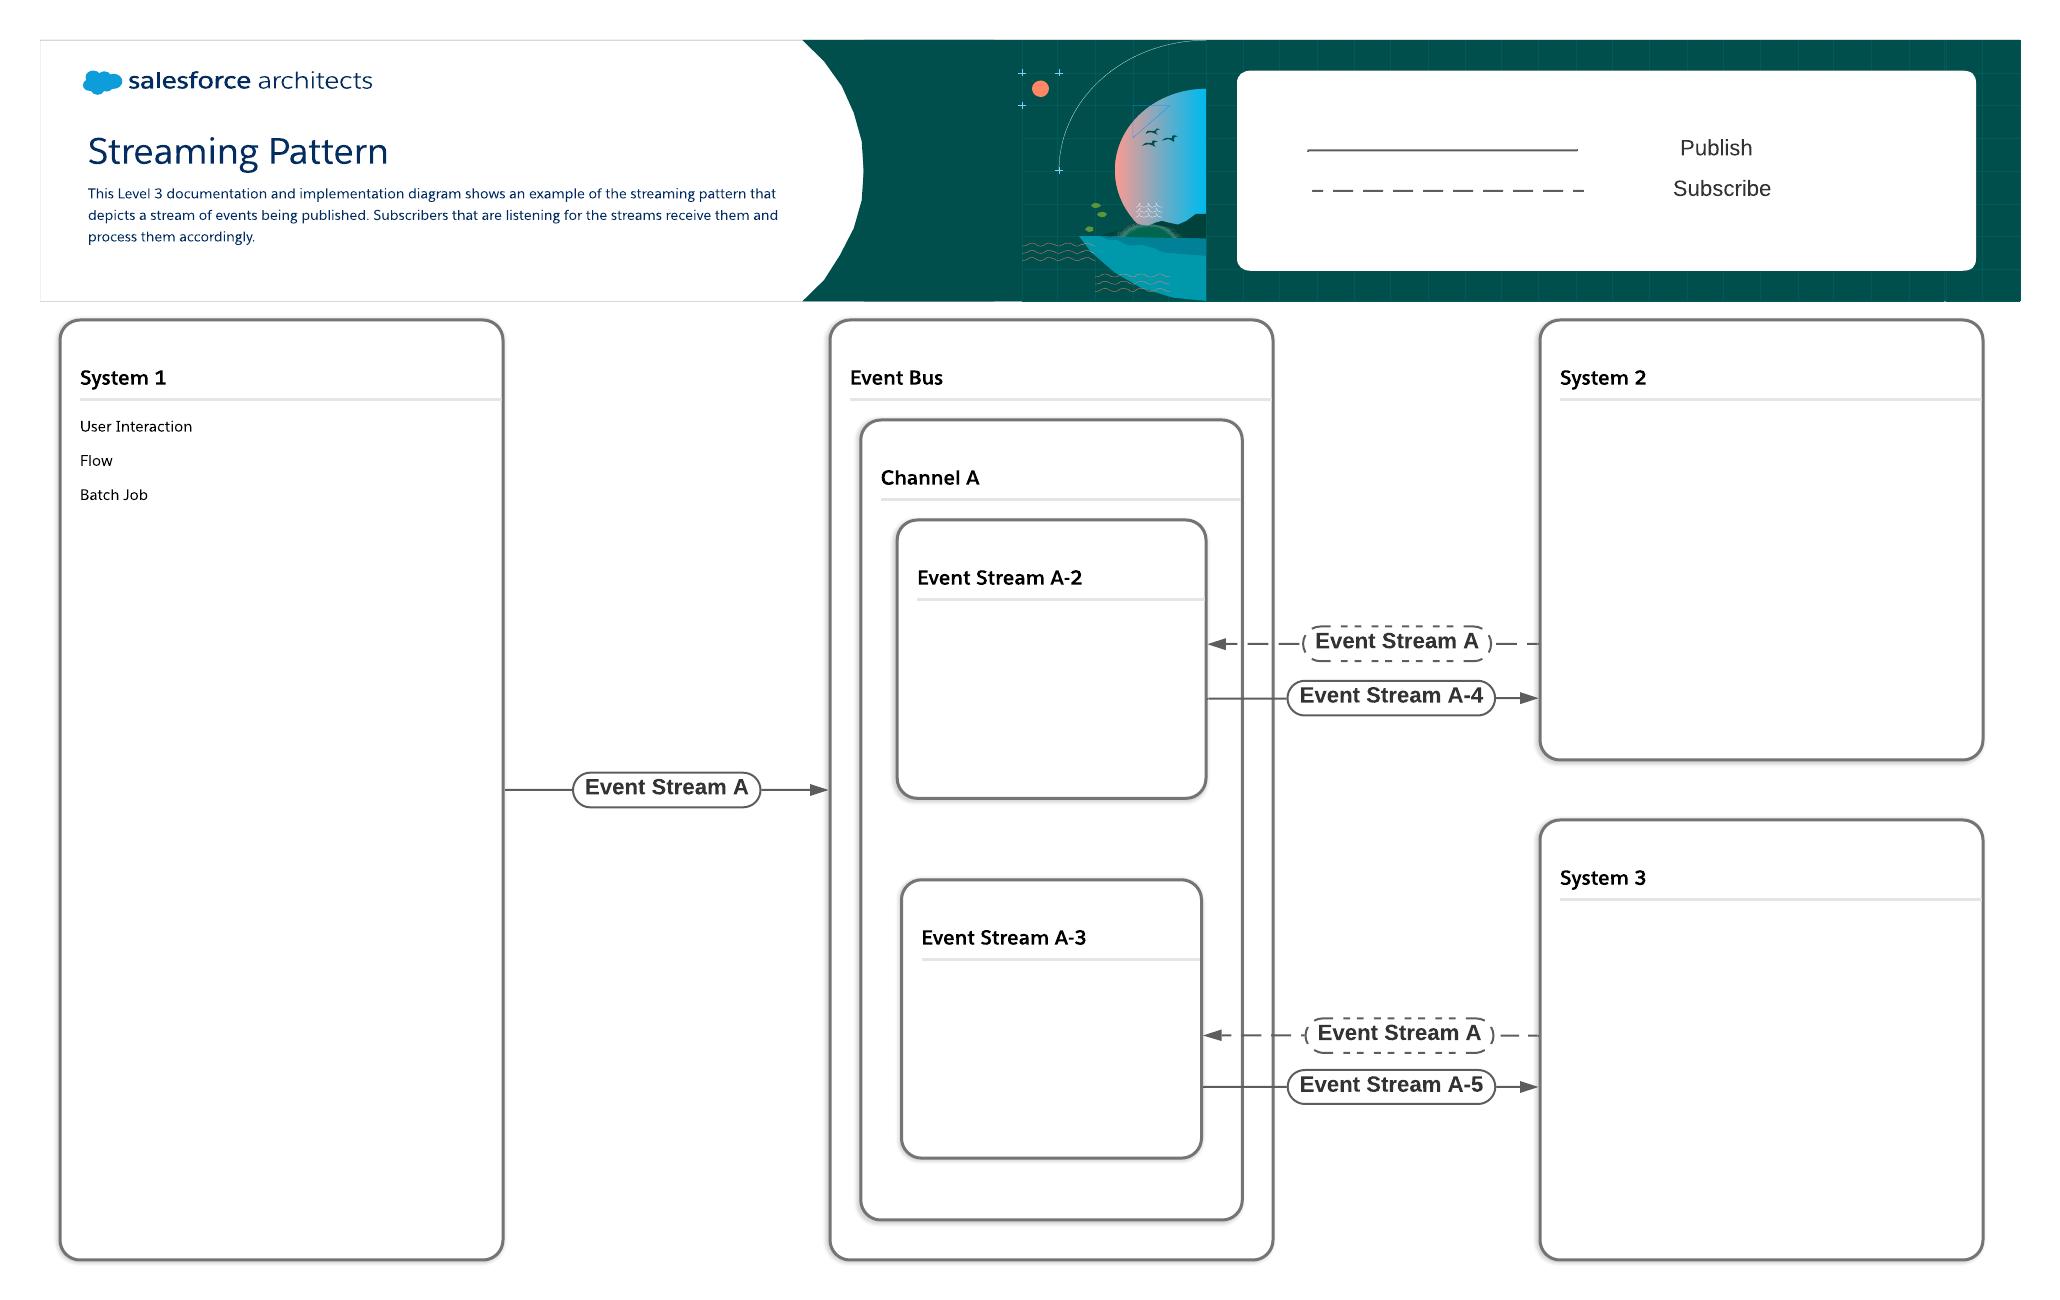 salesforce architects
Streaming Pattern
This Level 3 documentation and implementation diagram shows an example of the streaming pattern that
depicts a stream of events being published. Subscribers that are listening for the streams receive them and
process them accordingly.
Publish
Subscribe
System 1
User Interaction
Flow
Batch Job
Event Stream A
Event Bus
Channel A
Event Stream A-2
Event Stream A-3
Event Stream A
Event Stream A-4
Event Stream A
Event Stream A-5
System 2
System 3